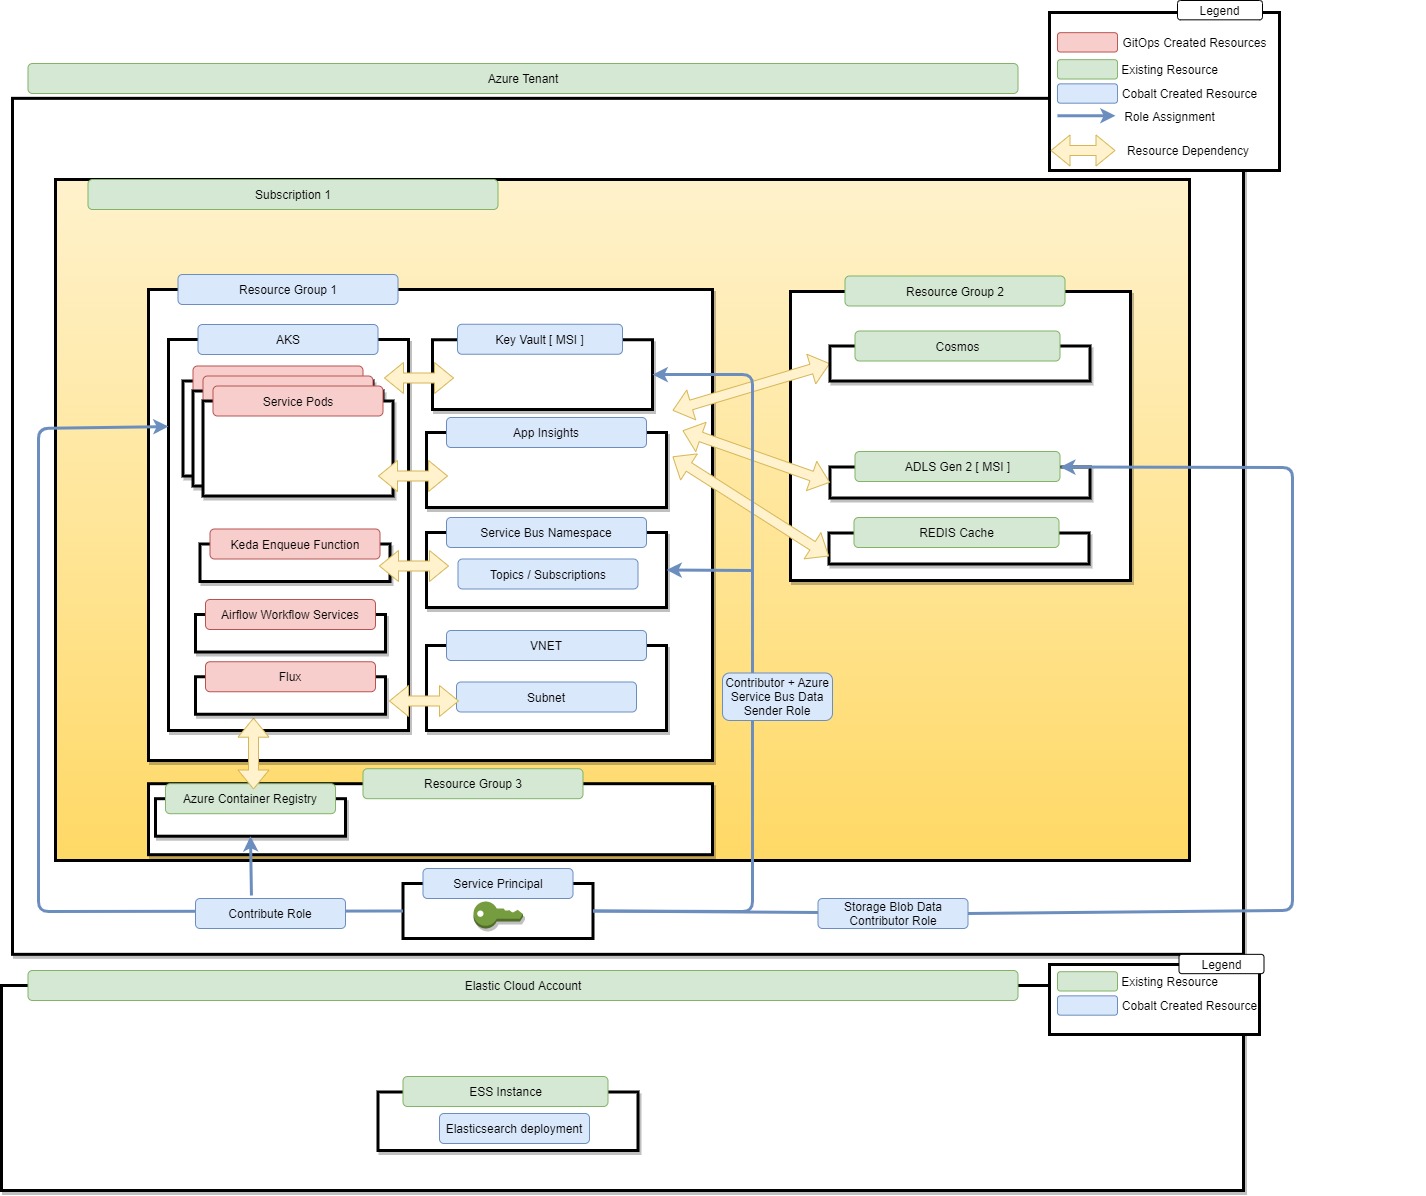 Legend
GitOps Created Resources
Existing Resource
Cobalt Created Resource
Role Assignment
Resource Dependency
Azure Tenant
Subscription 1
Resource Group 1
AKS
Service Pods
Keda Enqueue Function
Airflow Workflow Services
Flux
Key Vault [ MSI ]
App Insights
Service Bus Namespace
Topics / Subscriptions
VNET
Subnet
Resource Group 2
Cosmos
ADLS Gen 2 [ MSI ]
REDIS Cache
Contributor + Azure
Service Bus Data
Sender Role
Resource Group 3
Azure Container Registry
Service Principal
Contribute Role
Storage Blob Data
Contributor Role
Legend
Existing Resource
Cobalt Created Resource
Elastic Cloud Account
ESS Instance
Elasticsearch deployment